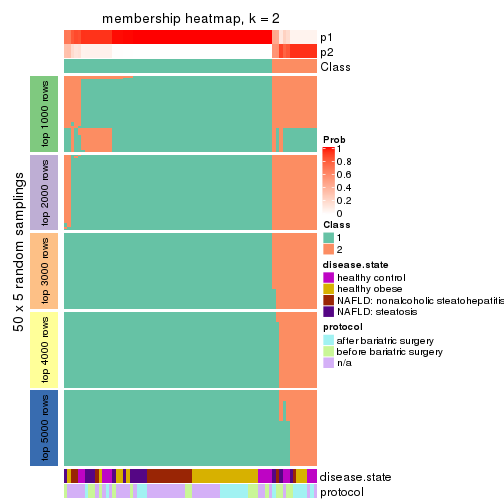 membership heatmap, k = 2
p1
p2
Class
50 x 5 random samplings
top 1000 rows
top 2000 rows
top 3000 rows
top 4000 rows
top 5000 rows
Prob
1
0.8
0.6
0.4
0.2
0
Class
1
2
disease.state
healthy control
healthy obese
NAFLD: nonalcoholic steatohepatitis
NAFLD: steatosis
protocol
after bariatric surgery
before bariatric surgery
n/a
disease.state
protocol